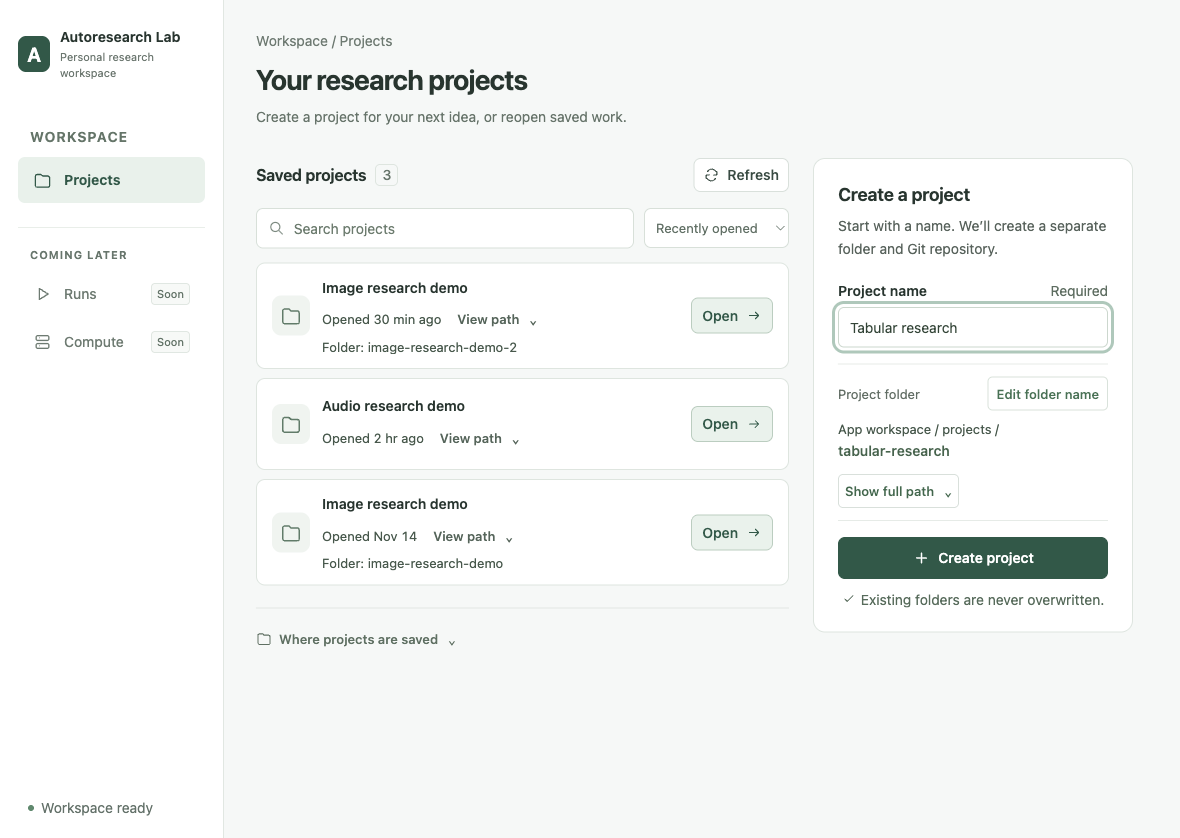 A
Autoresearch Lab
Personal research
workspace
WORKSPACE
Projects
COMING LATER
Runs Soon
Compute Soon
Workspace ready
Workspace / Projects
Your research projects
Create a project for your next idea, or reopen saved work.
Saved projects 3
Refresh
Search projects
Recently opened
Image research demo
Opened 30 min ago View path
Folder: image-research-demo-2
Open
Audio research demo
Opened 2 hr ago View path
Open
Image research demo
Opened Nov 14 View path
Folder: image-research-demo
Open
Where projects are saved
Create a project
Start with a name. We’ll create a separate
folder and Git repository.
Project name Required
Tabular research
Project folder Edit folder name
App workspace / projects /
tabular-research
Show full path
Create project
Existing folders are never overwritten.